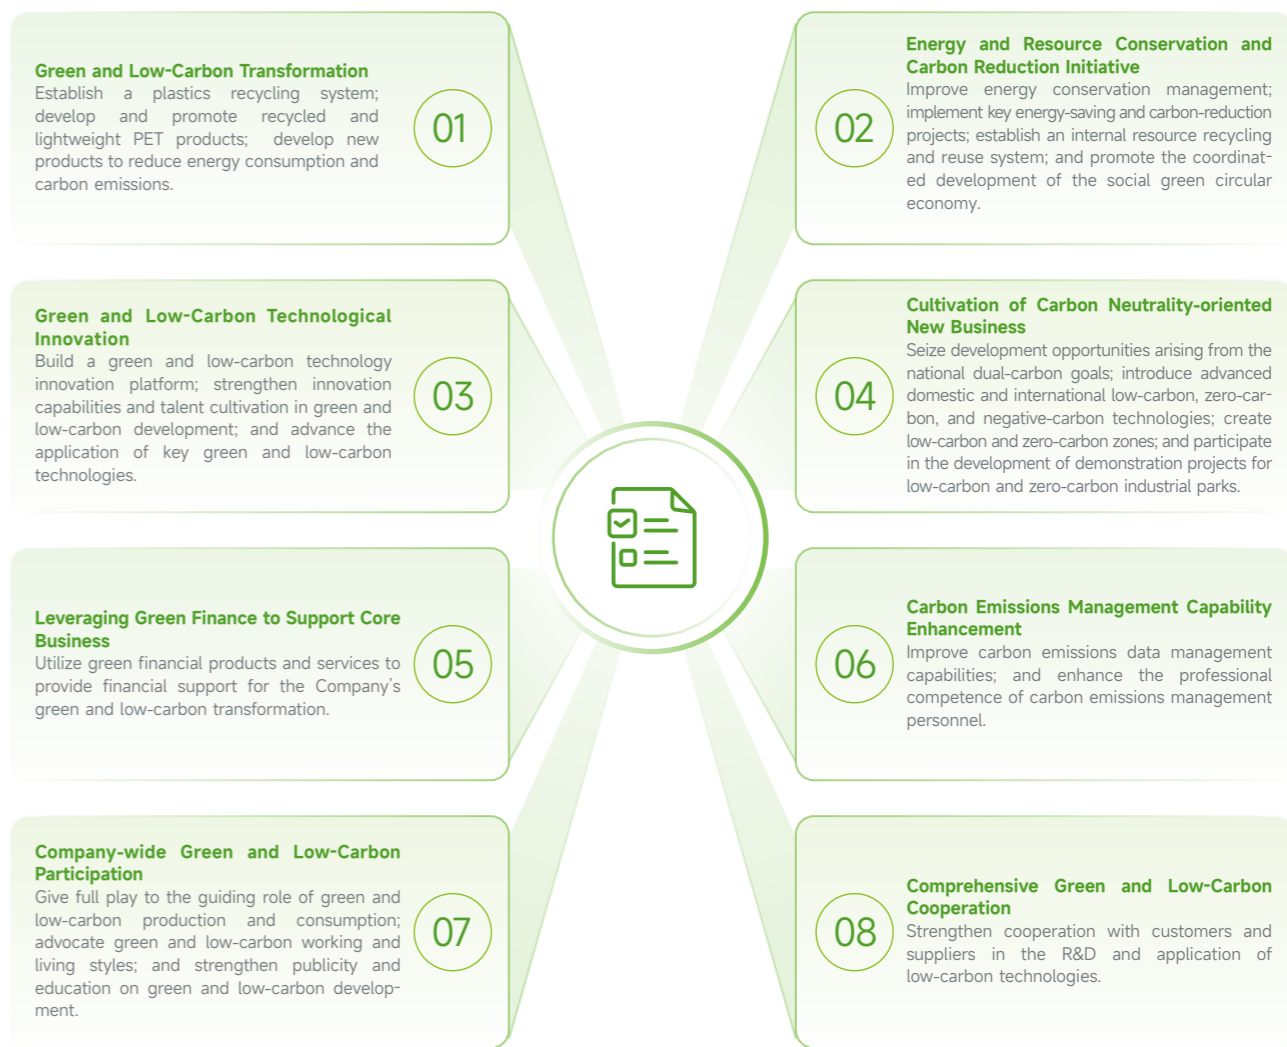 Green and Low-Carbon Transformation
Establish a plastics recycling system;
develop and promote recycled and
lightweight PET products; develop new
products to reduce energy consumption and
carbon emissions.
01
02
Energy and Resource Conservation and
Carbon Reduction Initiative
Improve energy conservation management;
implement key energy-saving and carbon-reduction
projects; establish an internal resource recycling
and reuse system; and promote the coordinat-
ed development of the social green circular
economy.
Green and Low-Carbon Technological
Innovation
Build a green and low-carbon technology
innovation platform; strengthen innovation
capabilities and talent cultivation in green and
low-carbon development; and advance the
application of key green and low-carbon
technologies.
03
04
Cultivation of Carbon Neutrality-oriented
New Business
Seize development opportunities arising from the
national dual-carbon goals; introduce advanced
domestic and international low-carbon, zero-car-
bon, and negative-carbon technologies; create
low-carbon and zero-carbon zones; and participate
in the development of demonstration projects for
low-carbon and zero-carbon industrial parks.
Leveraging Green Finance to Support Core
Business
Utilize green financial products and services to
provide financial support for the Company's
green and low-carbon transformation.
05
06
Carbon Emissions Management Capability
Enhancement
Improve carbon emissions data management
capabilities; and enhance the professional
competence of carbon emissions management
personnel.
Company-wide Green and Low-Carbon
Participation
Give full play to the guiding role of green and
low-carbon production and consumption;
advocate green and low-carbon working and
living styles; and strengthen publicity and
education on green and low-carbon develop-
ment.
07
08
Comprehensive Green and Low-Carbon
Cooperation
Strengthen cooperation with customers and
suppliers in the R&D and application of
low-carbon technologies.